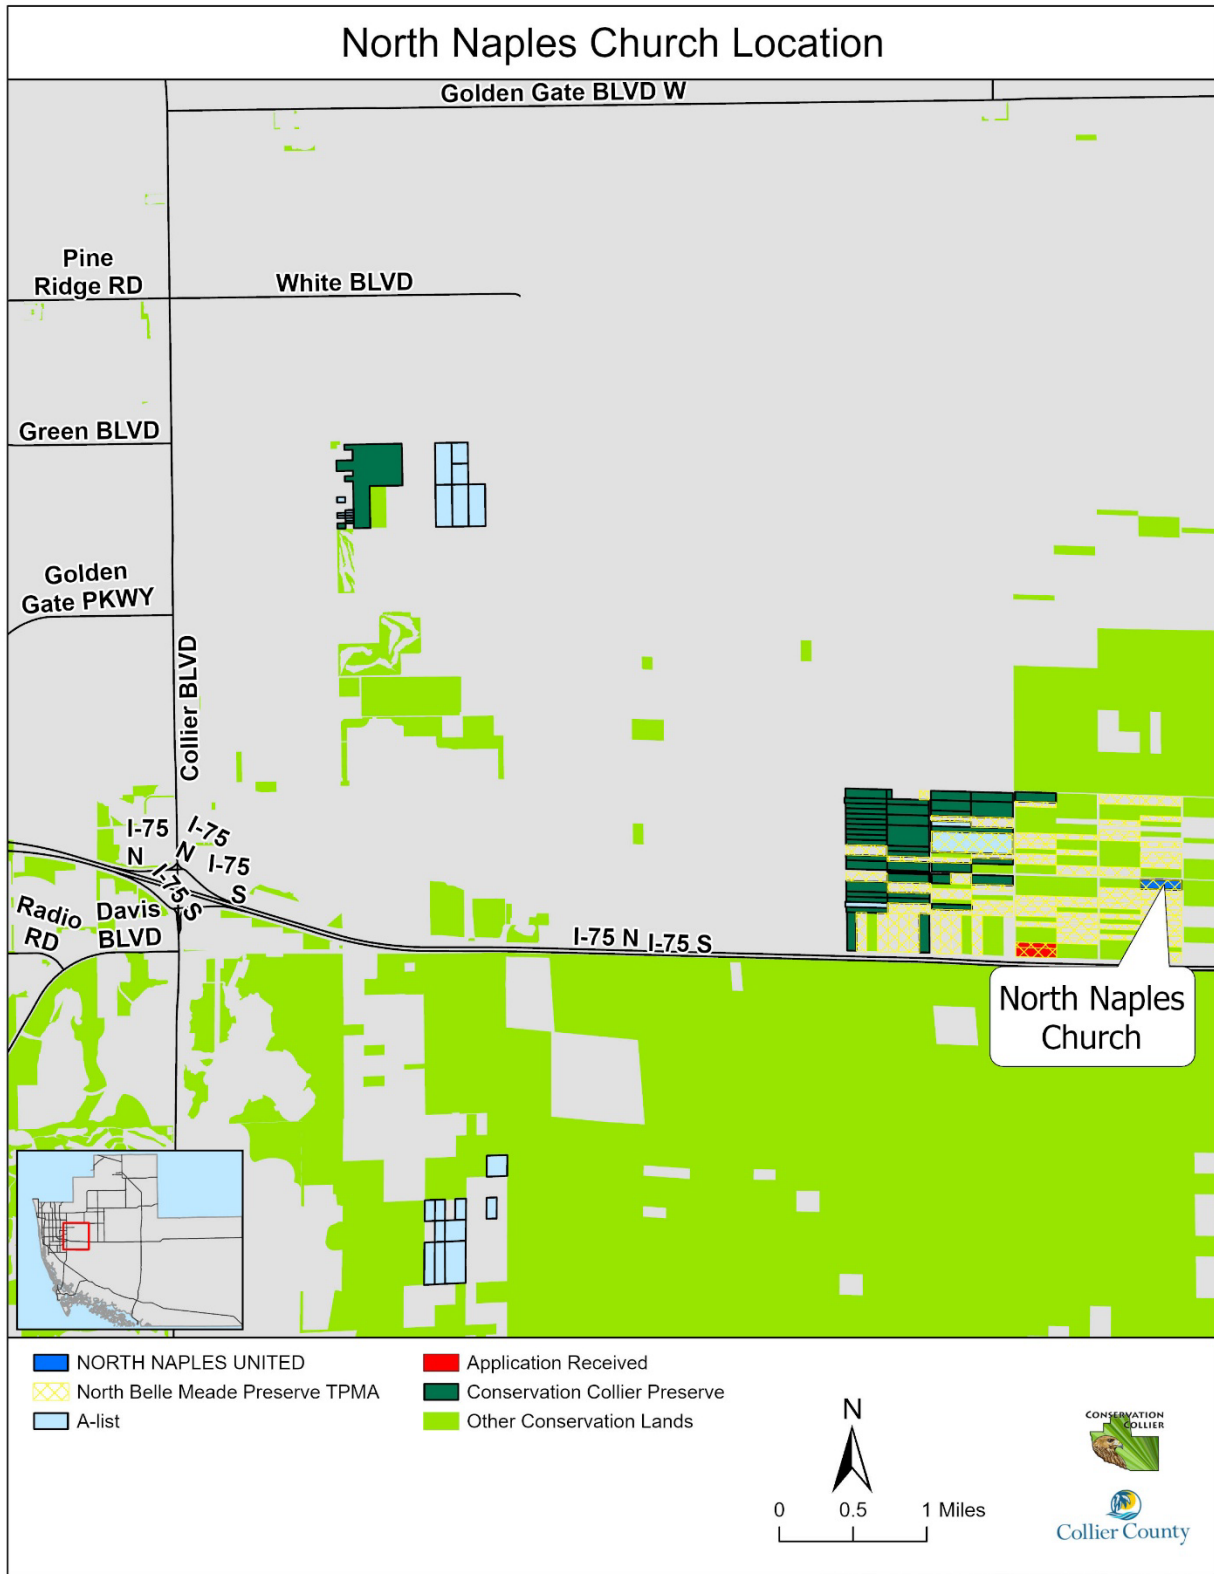 North Naples Church Location
Golden Gate BLVD W
Pine
Ridge RD
White BLVD
Green BLVD
Golden
Gate PKWY
Collier BLVD
I-75
N
I-75
N
I-75
S
I-75 S
Radio
RD
Davis
BLVD
I-75 N I-75 S
North Naples
Church
NORTH NAPLES UNITED
North Belle Meade Preserve TPMA
A-list
Application Received
Conservation Collier Preserve
Other Conservation Lands
N
0 0.5 1 Miles
CONSERVATION
COLLIER
Collier County